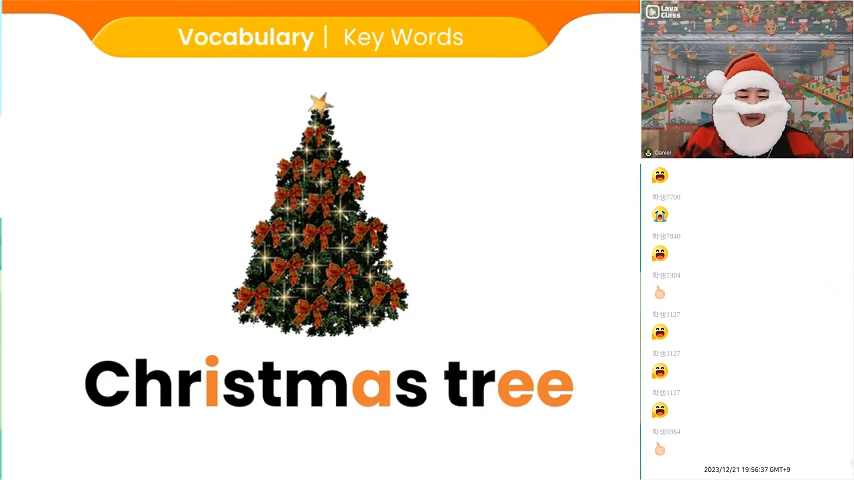 Vocabulary | Key Words
Christmas tree
Lava
Class
Daniel
학생7700
학생7840
학생7304
학생1127
학생1127
학생1127
학생0364
2023/12/21 19:56:37 GMT+9